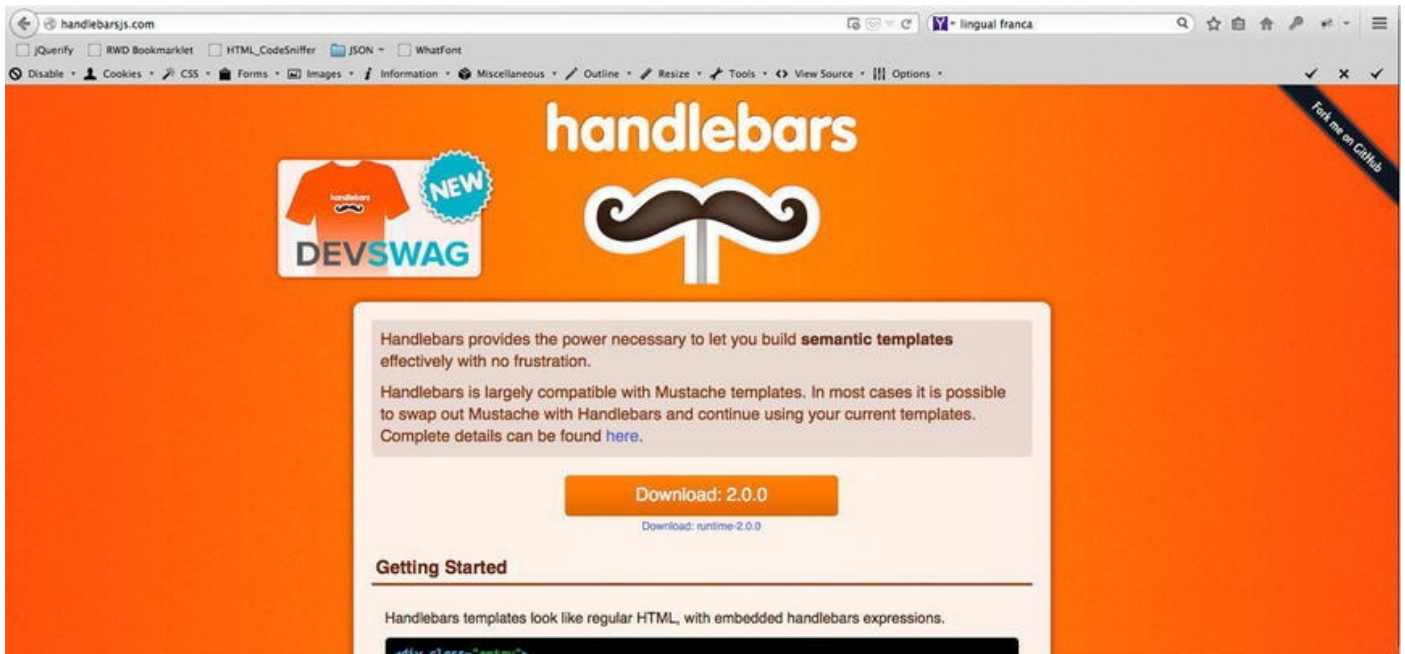 handlebarsjs.com
lingual franca
jQuerify RWD Bookmarklet HTML_CodeSniffer JSON WhatFont
Disable Cookies CSS Forms Images Information Miscellaneous Outline Resize Tools View Source Options
Fork me on GitHub
handlebars
handlebars
NEW
DEVSWAG
Handlebars provides the power necessary to let you build semantic templates
effectively with no frustration.
Handlebars is largely compatible with Mustache templates. In most cases it is possible
to swap out Mustache with Handlebars and continue using your current templates.
Complete details can be found here.
Download: 2.0.0
Download: runtime-2.0.0
Getting Started
Handlebars templates look like regular HTML, with embedded handlebars expressions.
<div class="entry">